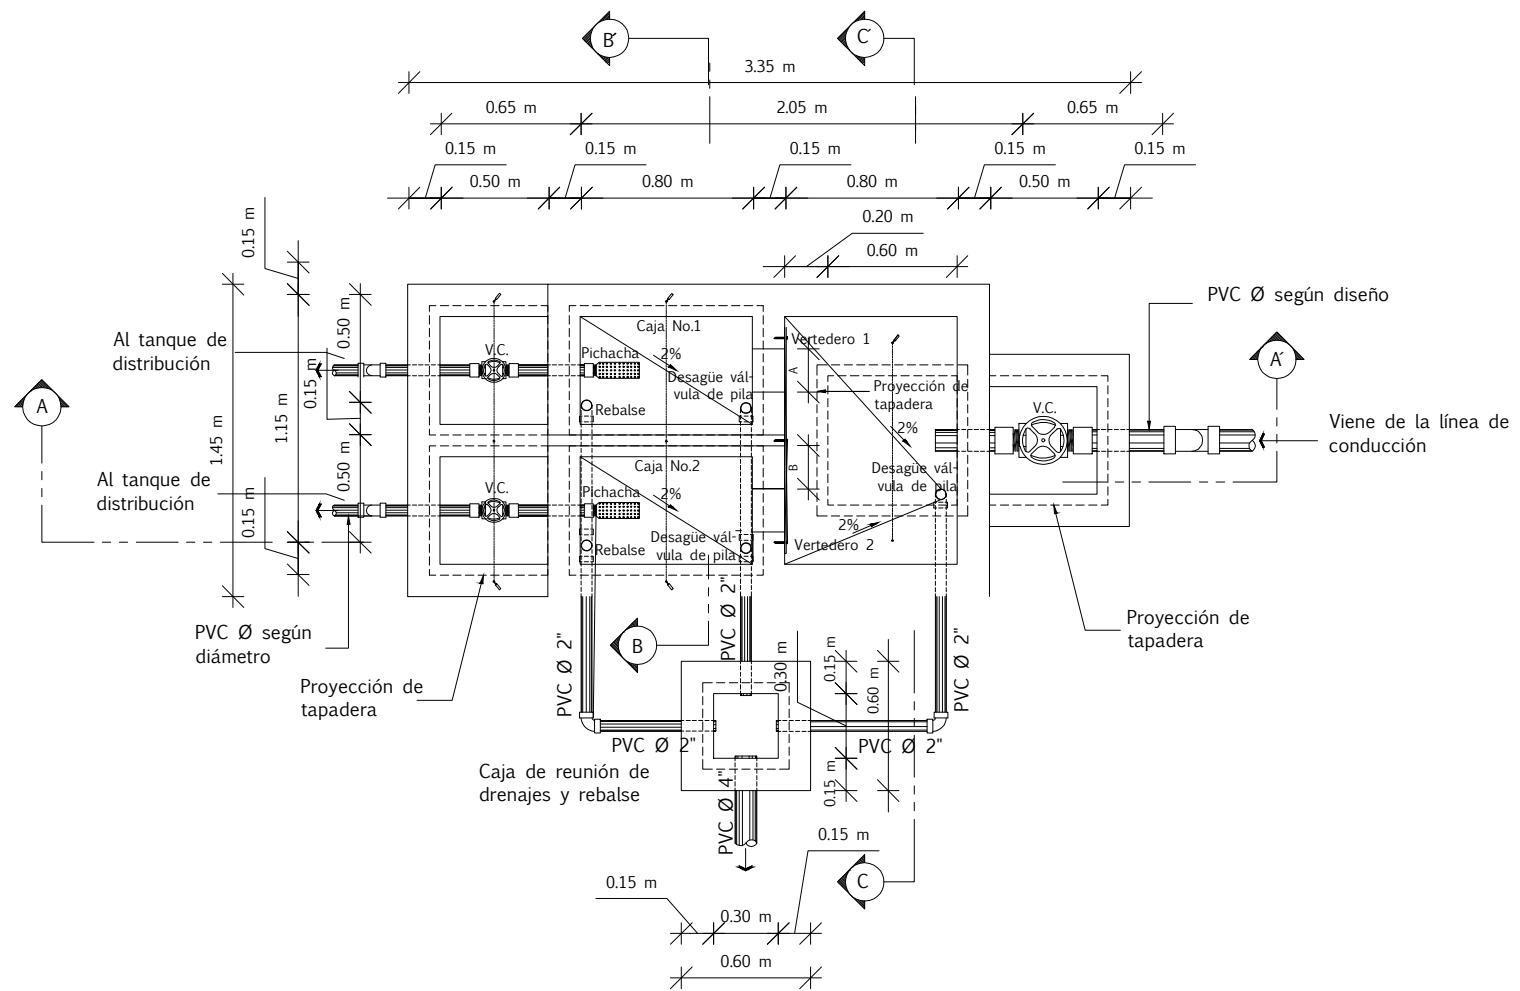 B´
C´
3.35 m
0.65 m
2.05 m
0.65 m
0.15 m
0.15 m
0.15 m
0.15 m
0.15 m
0.50 m
0.80 m
0.80 m
0.50 m
0.20 m
0.60 m
0.15 m
1.45 m
1.15 m
0.50 m
0.15 m
0.50 m
0.15 m
PVC Ø según diseño
Al tanque de
distribución
A
A´
Caja No.1
V.C.
Pichacha
2%
Desagüe vál-
vula de pila
Rebalse
Vertedero 1
A
Proyección de
tapadera
2%
V.C.
Viene de la línea de
conducción
Al tanque de
distribución
Caja No.2
V.C.
Pichacha
2%
Desagüe vál-
vula de pila
Rebalse
B
Desagüe vál-
vula de pila
2%
Vertedero 2
PVC Ø según
diámetro
Proyección de
tapadera
Proyección de
tapadera
B
PVC Ø 2"
PVC Ø 2"
PVC Ø 2"
0.30 m
0.15 m
0.60 m
0.15 m
PVC Ø 2"
PVC Ø 2"
Caja de reunión de
drenajes y rebalse
PVC Ø 4"
C
0.15 m
0.15 m
0.30 m
0.60 m